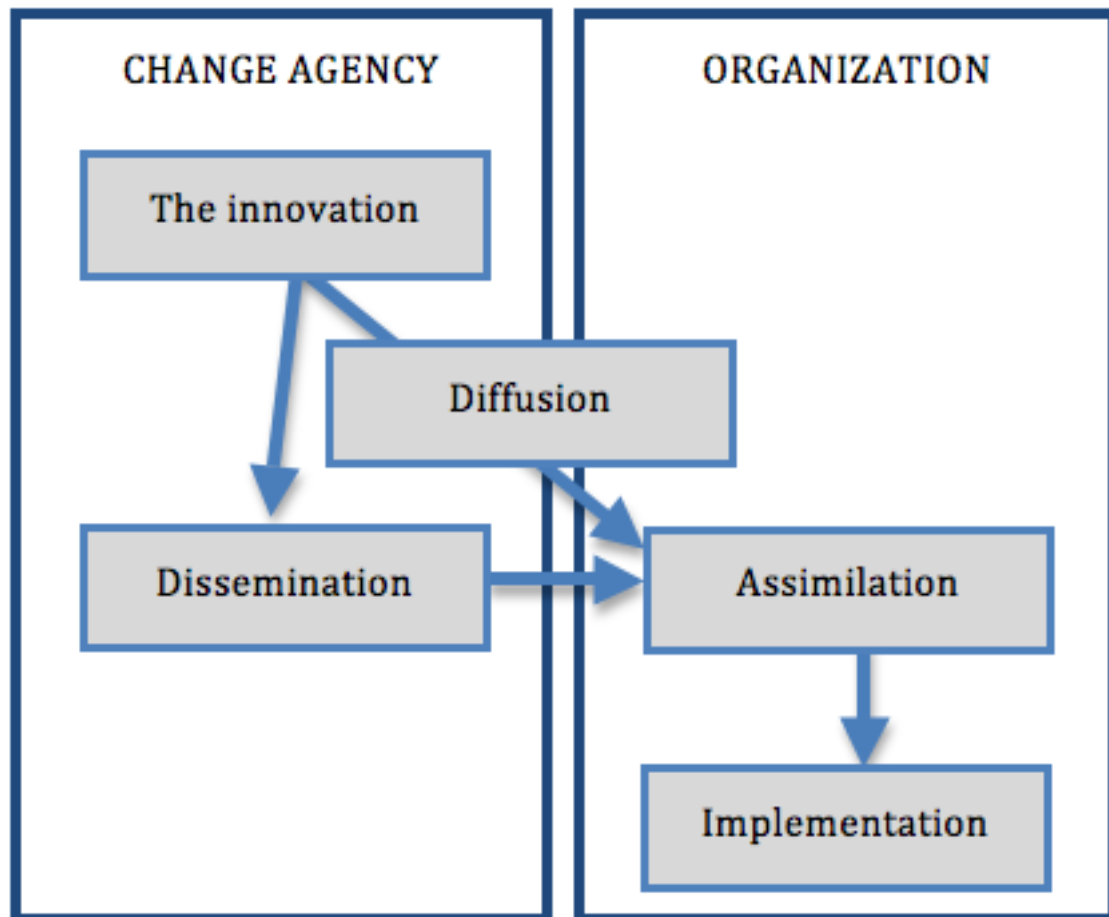 CHANGE AGENCY
ORGANIZATION
The innovation
Diffusion
Dissemination
Assimilation
Implementation